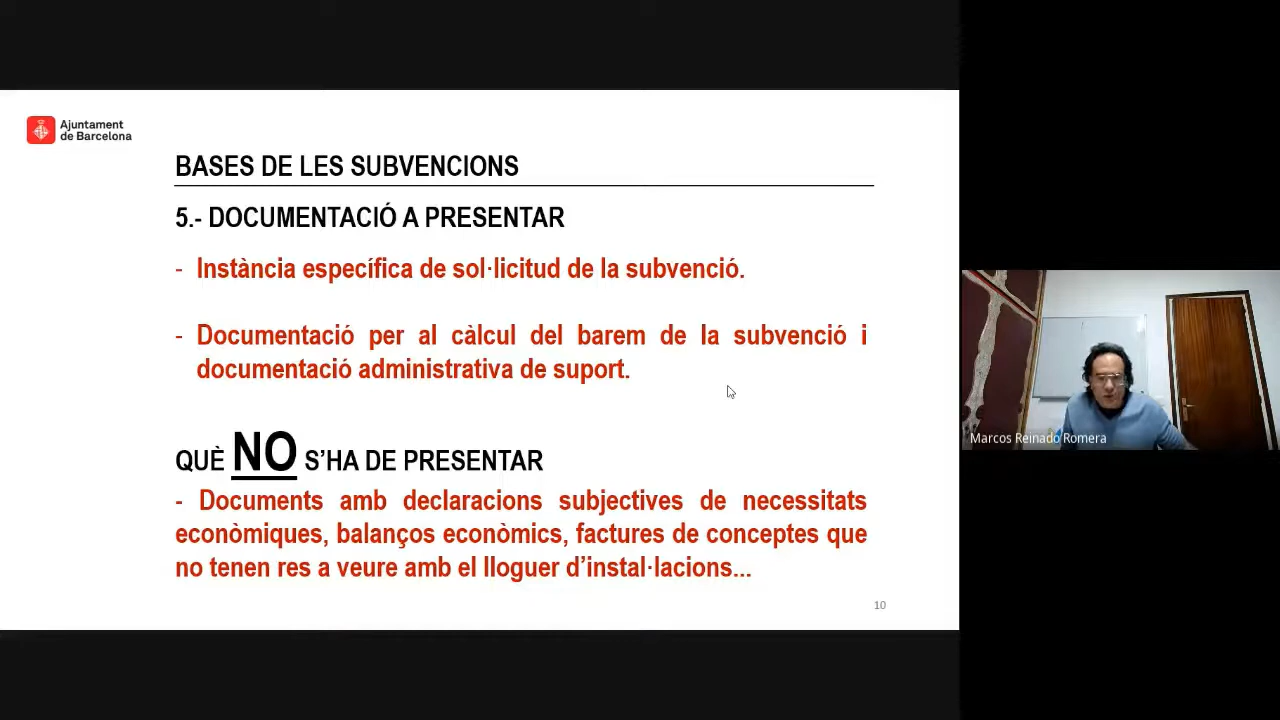 Ajuntament
de Barcelona
BASES DE LES SUBVENCIONS
5.- DOCUMENTACIÓ A PRESENTAR
- Instància específica de sol·licitud de la subvenció.
- Documentació per al càlcul del barem de la subvenció i
documentació administrativa de suport.
QUÈ NO S’HA DE PRESENTAR
- Documents amb declaracions subjectives de necessitats
econòmiques, balanços econòmics, factures de conceptes que
no tenen res a veure amb el lloguer d’instal·lacions...
10
Marcos Reinado Romera